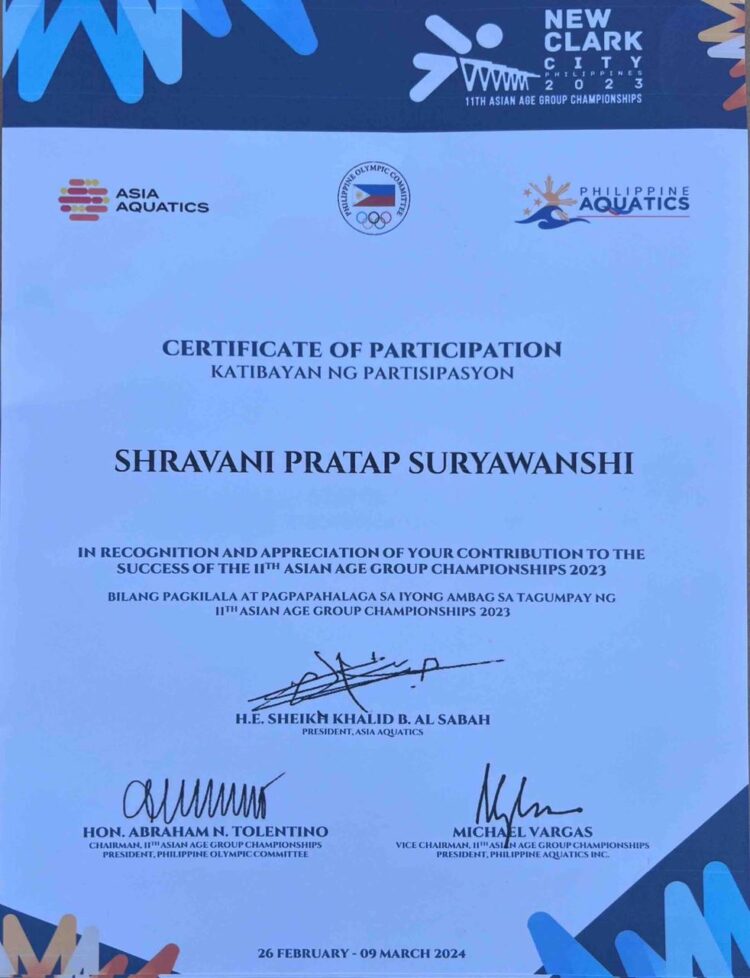 NEW
CLARK
CITY
PHILIPPINES
2023
11TH ASIAN AGE GROUP CHAMPIONSHIPS
ASIA
AQUATICS
PHILIPPINE OLYMPIC COMMITTEE
PHILIPPINE
AQUATICS
CERTIFICATE OF PARTICIPATION
KATIBAYAN NG PARTISIPASYON
SHRAVANI PRATAP SURYAWANSHI
IN RECOGNITION AND APPRECIATION OF YOUR CONTRIBUTION TO THE
SUCCESS OF THE 11TH ASIAN AGE GROUP CHAMPIONSHIPS 2023
BILANG PAGKILALA AT PAGPAPAHALAGA SA IYONG AMBAG SA TAGUMPAY NG
11TH ASIAN AGE GROUP CHAMPIONSHIPS 2023
H.E. SHEIKH KHALID B. AL SABAH
PRESIDENT, ASIA AQUATICS
HON. ABRAHAM N. TOLENTINO
CHAIRMAN, 11TH ASIAN AGE GROUP CHAMPIONSHIPS
PRESIDENT, PHILIPPINE OLYMPIC COMMITTEE
MICHAEL VARGAS
VICE CHAIRMAN, 11TH ASIAN AGE GROUP CHAMPIONSHIPS
PRESIDENT, PHILIPPINE AQUATICS INC.
26 FEBRUARY - 09 MARCH 2024